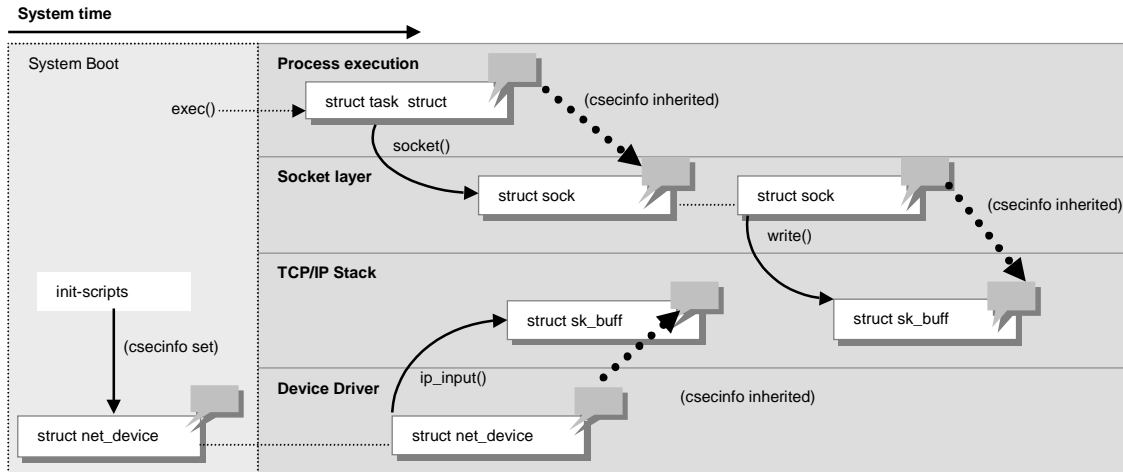 System time
System Boot
Process execution
struct task struct
(csecinfo inherited)
exec()
socket()
Socket layer
struct sock
struct sock
(csecinfo inherited)
write()
TCP/IP Stack
init-scripts
struct sk_buff
struct sk_buff
(csecinfo set)
ip_input()
Device Driver
(csecinfo inherited)
struct net_device
struct net_device